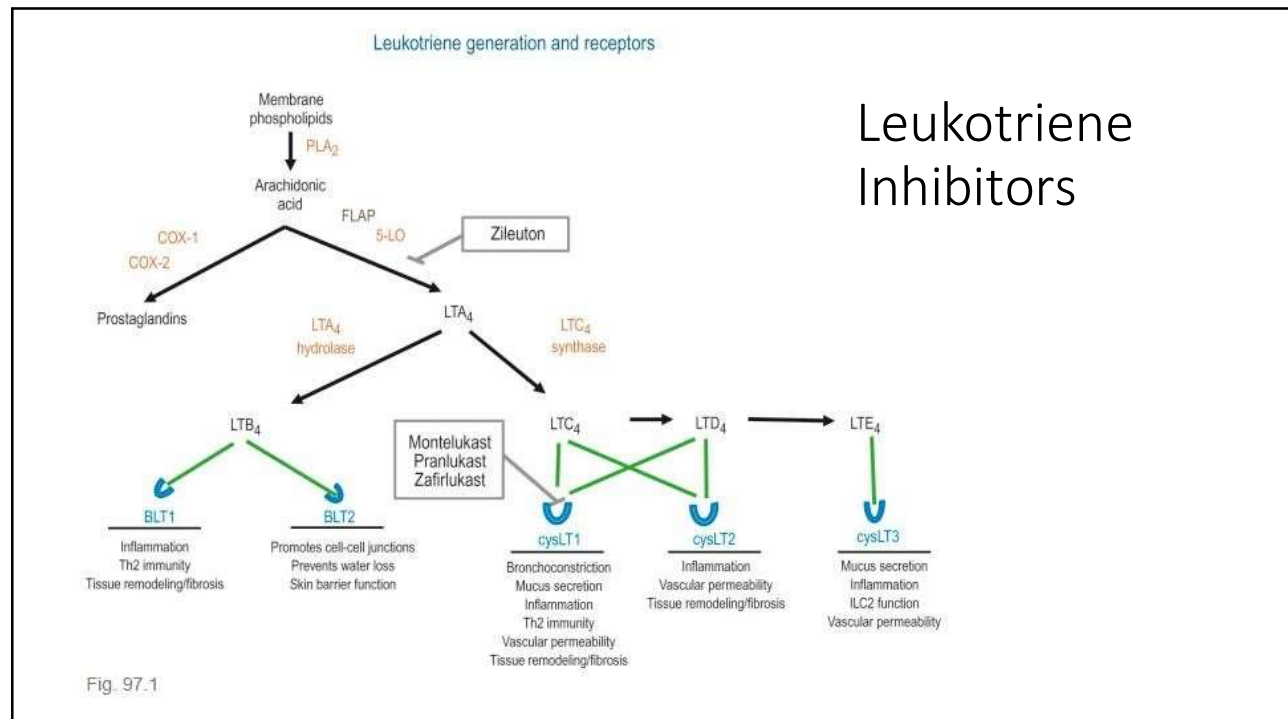 Leukotriene generation and receptors
Leukotriene
Inhibitors
Membrane
phospholipids
PLA₂
Arachidonic
acid
FLAP
5-LO
Zileuton
COX-1
COX-2
Prostaglandins
LTA₄
LTA₄
hydrolase
LTC₄
synthase
LTB₄
LTC₄
LTD₄
LTE₄
Montelukast
Pranlukast
Zafirlukast
BLT1
Inflammation
Th2 immunity
Tissue remodeling/fibrosis
BLT2
Promotes cell-cell junctions
Prevents water loss
Skin barrier function
cysLT1
Bronchoconstriction
Mucus secretion
Inflammation
Th2 immunity
Vascular permeability
Tissue remodeling/fibrosis
cysLT2
Inflammation
Vascular permeability
Tissue remodeling/fibrosis
cysLT3
Mucus secretion
Inflammation
ILC2 function
Vascular permeability
Fig. 97.1